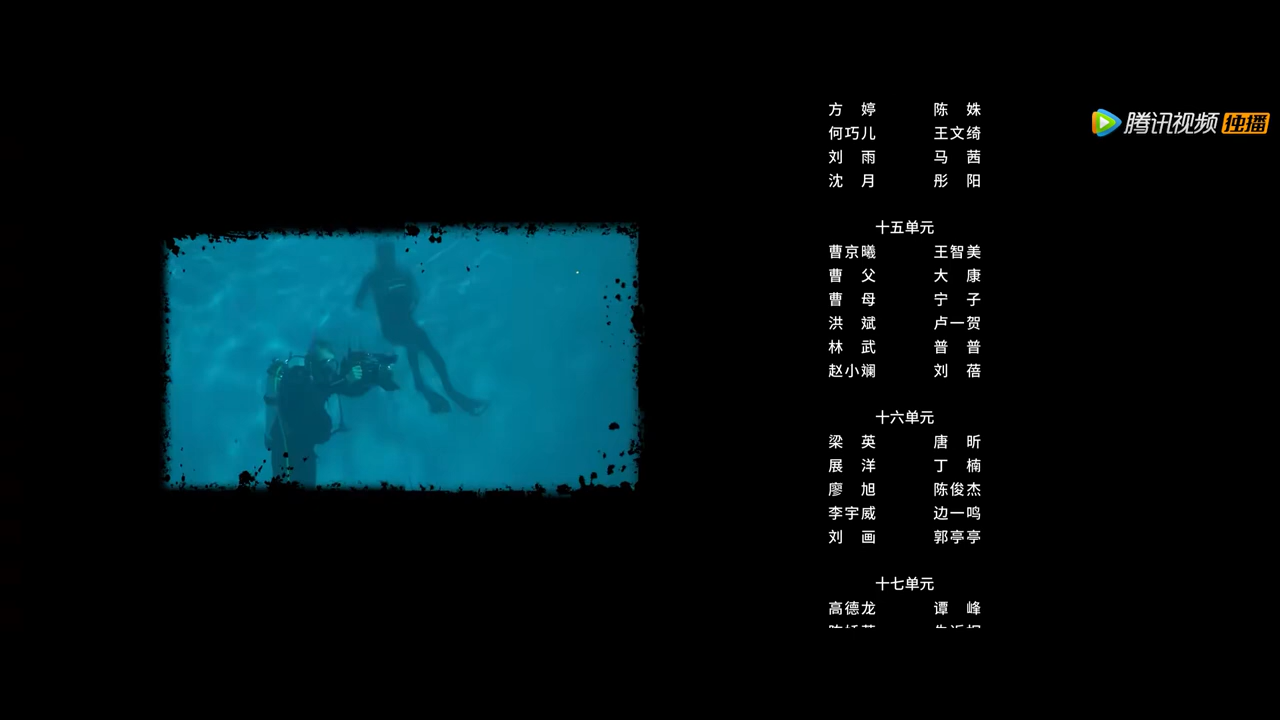 腾讯视频 独播
方 婷 陈 姝
何巧儿 王文绮
刘 雨 马 茜
沈 月 彤 阳
十五单元
曹京曦 王智美
曹 父 大 康
曹 母 宁 子
洪 斌 卢一贺
林 武 普 普
赵小斓 刘 蓓
十六单元
梁 英 唐 昕
展 洋 丁 楠
廖 旭 陈俊杰
李宇威 边一鸣
刘 画 郭亭亭
十七单元
高德龙 谭 峰